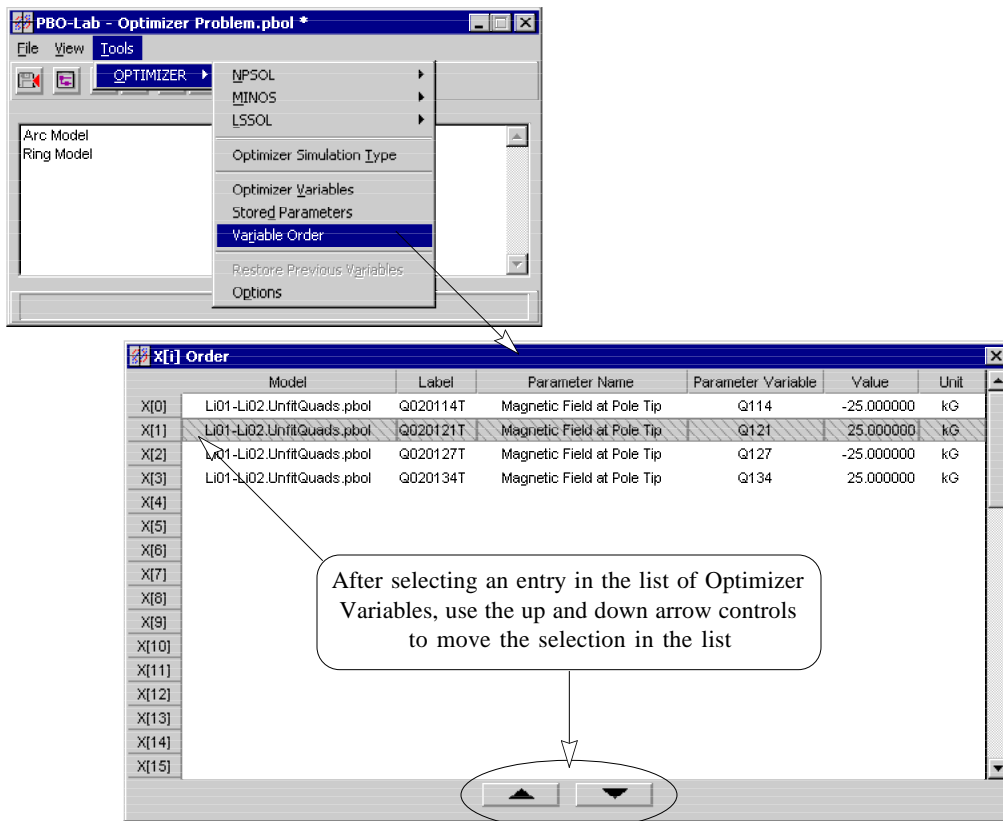 PBO-Lab - Optimizer Problem.pbol *
File View Tools
OPTIMIZER
NPSOL
MINOS
LSSOL
Optimizer Simulation Type
Optimizer Variables
Stored Parameters
Variable Order
Restore Previous Variables
Options
Arc Model
Ring Model
X[i] Order
Model Label Parameter Name Parameter Variable Value Unit
X[0] Li01-Li02.UnfitQuads.pbol Q020114T Magnetic Field at Pole Tip Q114 -25.000000 kG
X[1] Li01-Li02.UnfitQuads.pbol Q020121T Magnetic Field at Pole Tip Q121 25.000000 kG
X[2] Li01-Li02.UnfitQuads.pbol Q020127T Magnetic Field at Pole Tip Q127 -25.000000 kG
X[3] Li01-Li02.UnfitQuads.pbol Q020134T Magnetic Field at Pole Tip Q134 25.000000 kG
X[4]
X[5]
X[6]
X[7]
X[8]
X[9]
X[10]
X[11]
X[12]
X[13]
X[14]
X[15]
After selecting an entry in the list of Optimizer
Variables, use the up and down arrow controls
to move the selection in the list